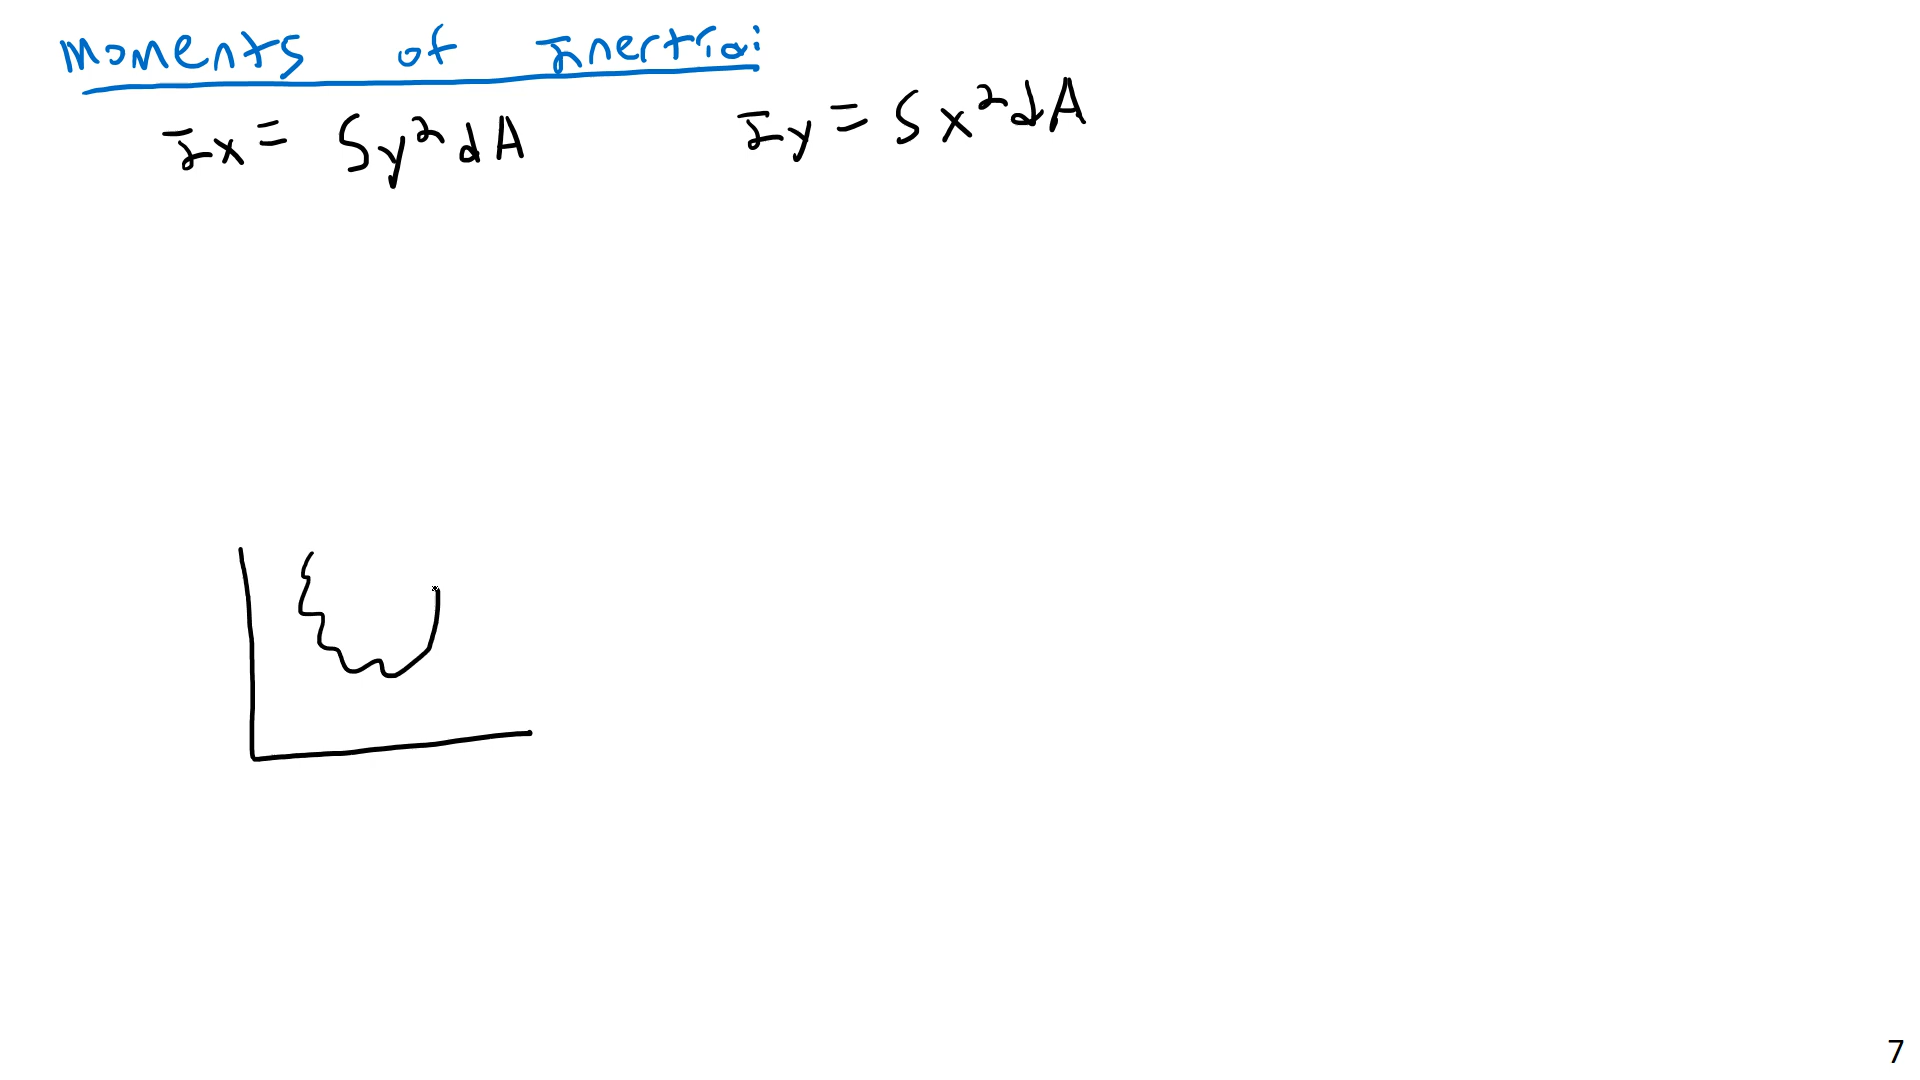 Moments of Inertia:
Ix = ∫y²dA Iy = ∫x²dA
7